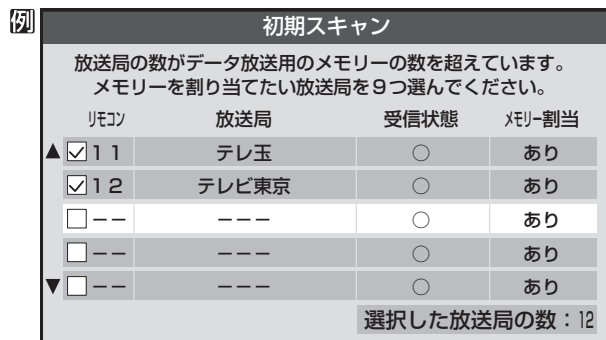 例
初期スキャン
放送局の数がデータ放送用のメモリーの数を超えています。
メモリーを割り当てたい放送局を9つ選んでください。
リモコン 放送局 受信状態 メモリー割当
▲ ☑11 テレ玉 ○ あり
☑12 テレビ東京 ○ あり
□−− −−− ○ あり
□−− −−− ○ あり
▼ □−− −−− ○ あり
選択した放送局の数：12